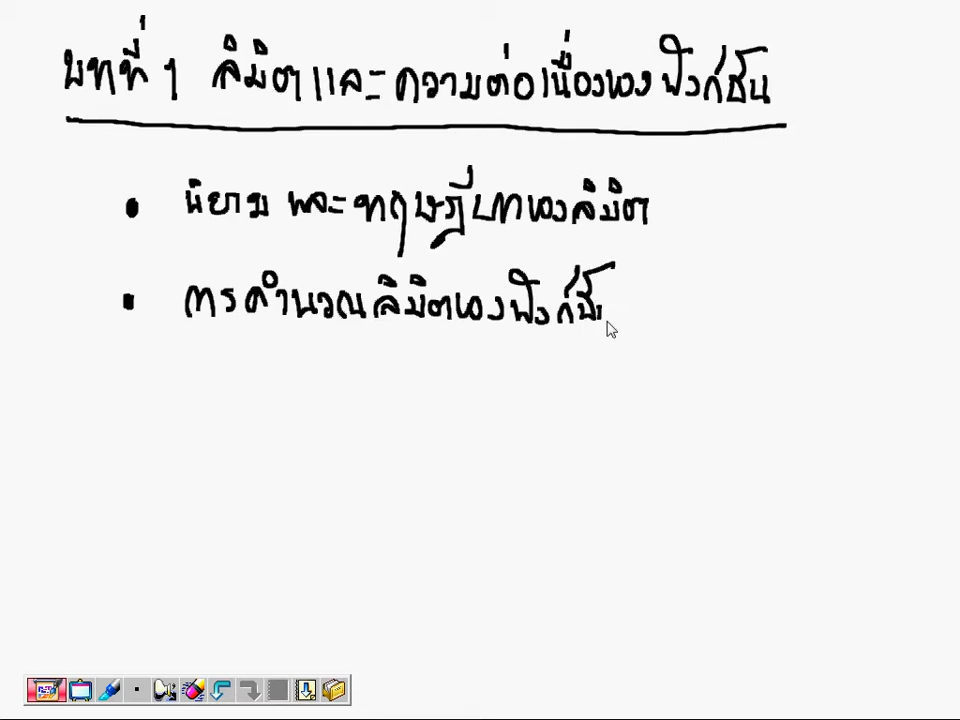 บทที่ 1 ลิมิตและความต่อเนื่องของฟังก์ชัน
นิยาม และทฤษฎีบทของลิมิต
การคำนวณลิมิตของฟังก์ชั